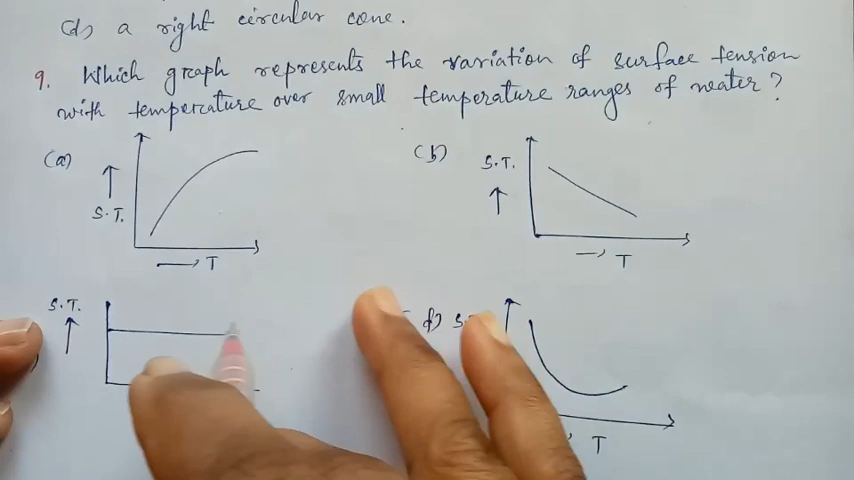 (d) a right circular cone.
9. Which graph represents the variation of surface tension
with temperature over small temperature ranges of water?
(a)
S.T.
T
(b)
S.T.
T
S.T.
d)
T